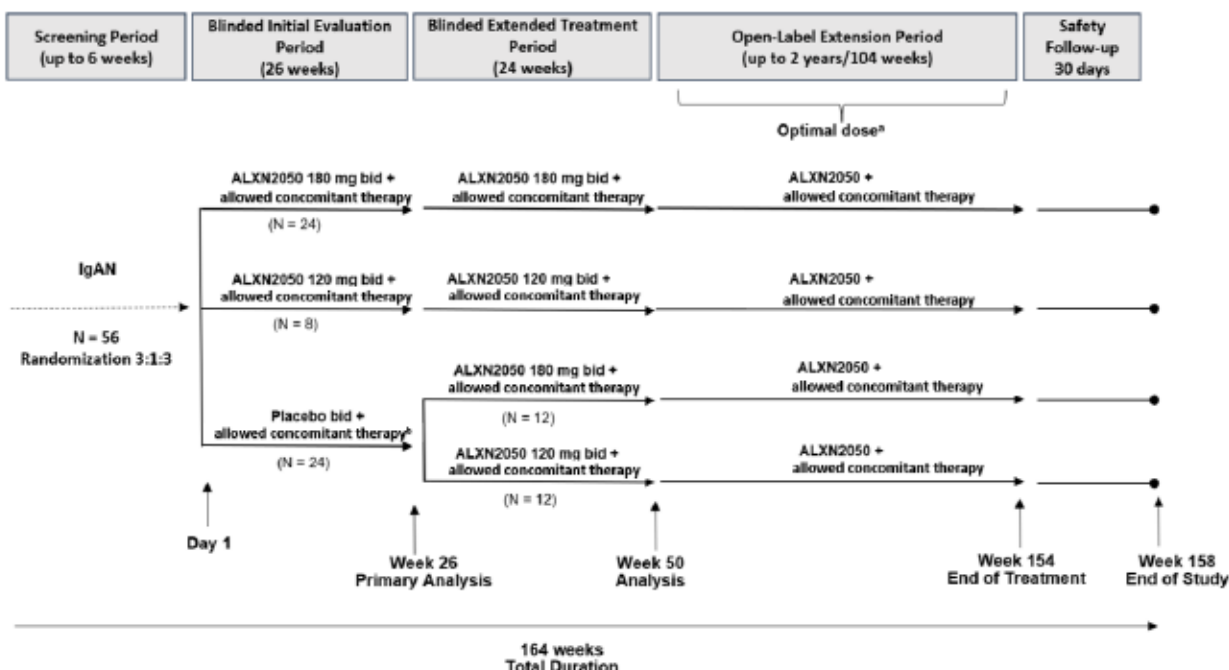 Screening Period
(up to 6 weeks)
Blinded Initial Evaluation
Period
(26 weeks)
Blinded Extended Treatment
Period
(24 weeks)
Open-Label Extension Period
(up to 2 years/104 weeks)
Safety
Follow-up
30 days
Optimal doseᵃ
ALXN2050 180 mg bid +
allowed concomitant therapy
(N = 24)
ALXN2050 180 mg bid +
allowed concomitant therapy
ALXN2050 +
allowed concomitant therapy
IgAN
N = 56
Randomization 3:1:3
ALXN2050 120 mg bid +
allowed concomitant therapy
(N = 8)
ALXN2050 120 mg bid +
allowed concomitant therapy
ALXN2050 +
allowed concomitant therapy
Placebo bid +
allowed concomitant therapyᵇ
(N = 24)
ALXN2050 180 mg bid +
allowed concomitant therapy
(N = 12)
ALXN2050 +
allowed concomitant therapy
ALXN2050 120 mg bid +
allowed concomitant therapy
(N = 12)
ALXN2050 +
allowed concomitant therapy
Day 1
Week 26
Primary Analysis
Week 50
Analysis
Week 154
End of Treatment
Week 158
End of Study
164 weeks
Total Duration